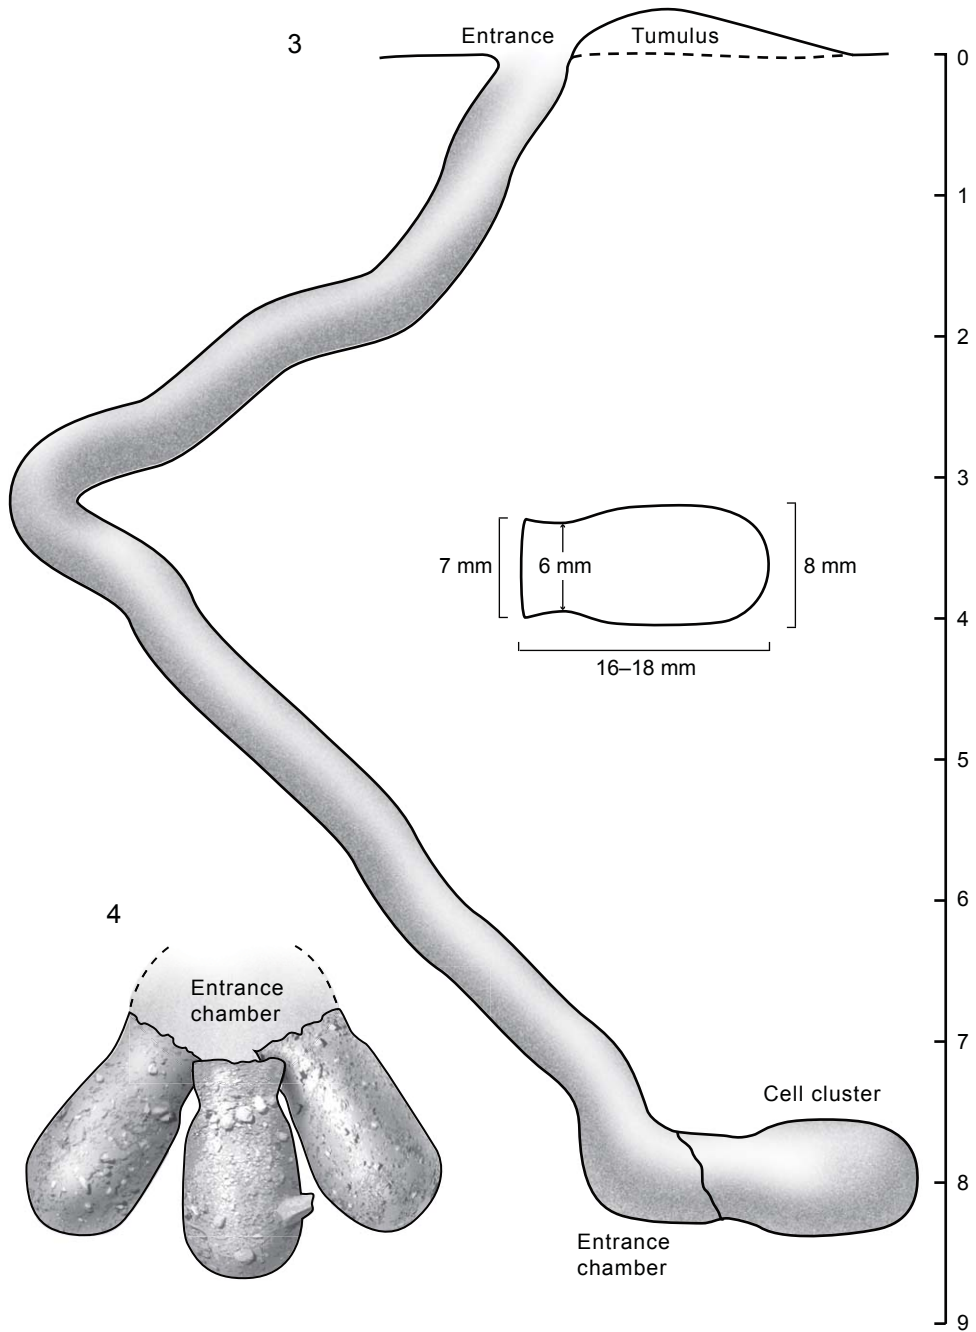 3
Entrance
Tumulus
0
1
2
3
7 mm
6 mm
8 mm
4
16–18 mm
5
6
4
Entrance
chamber
7
Cell cluster
8
Entrance
chamber
9